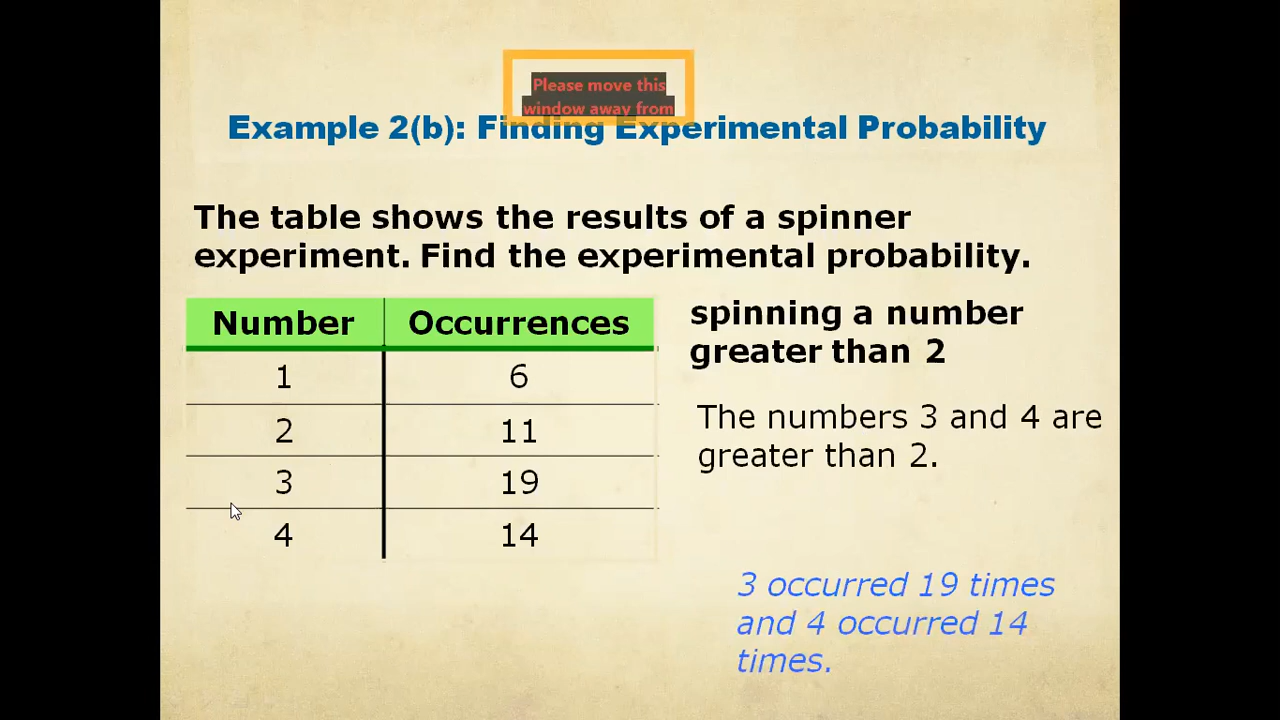 Please move this
window away from
Example 2(b): Finding Experimental Probability
The table shows the results of a spinner
experiment. Find the experimental probability.
Number Occurrences
1 6
2 11
3 19
4 14
spinning a number
greater than 2
The numbers 3 and 4 are
greater than 2.
3 occurred 19 times
and 4 occurred 14
times.